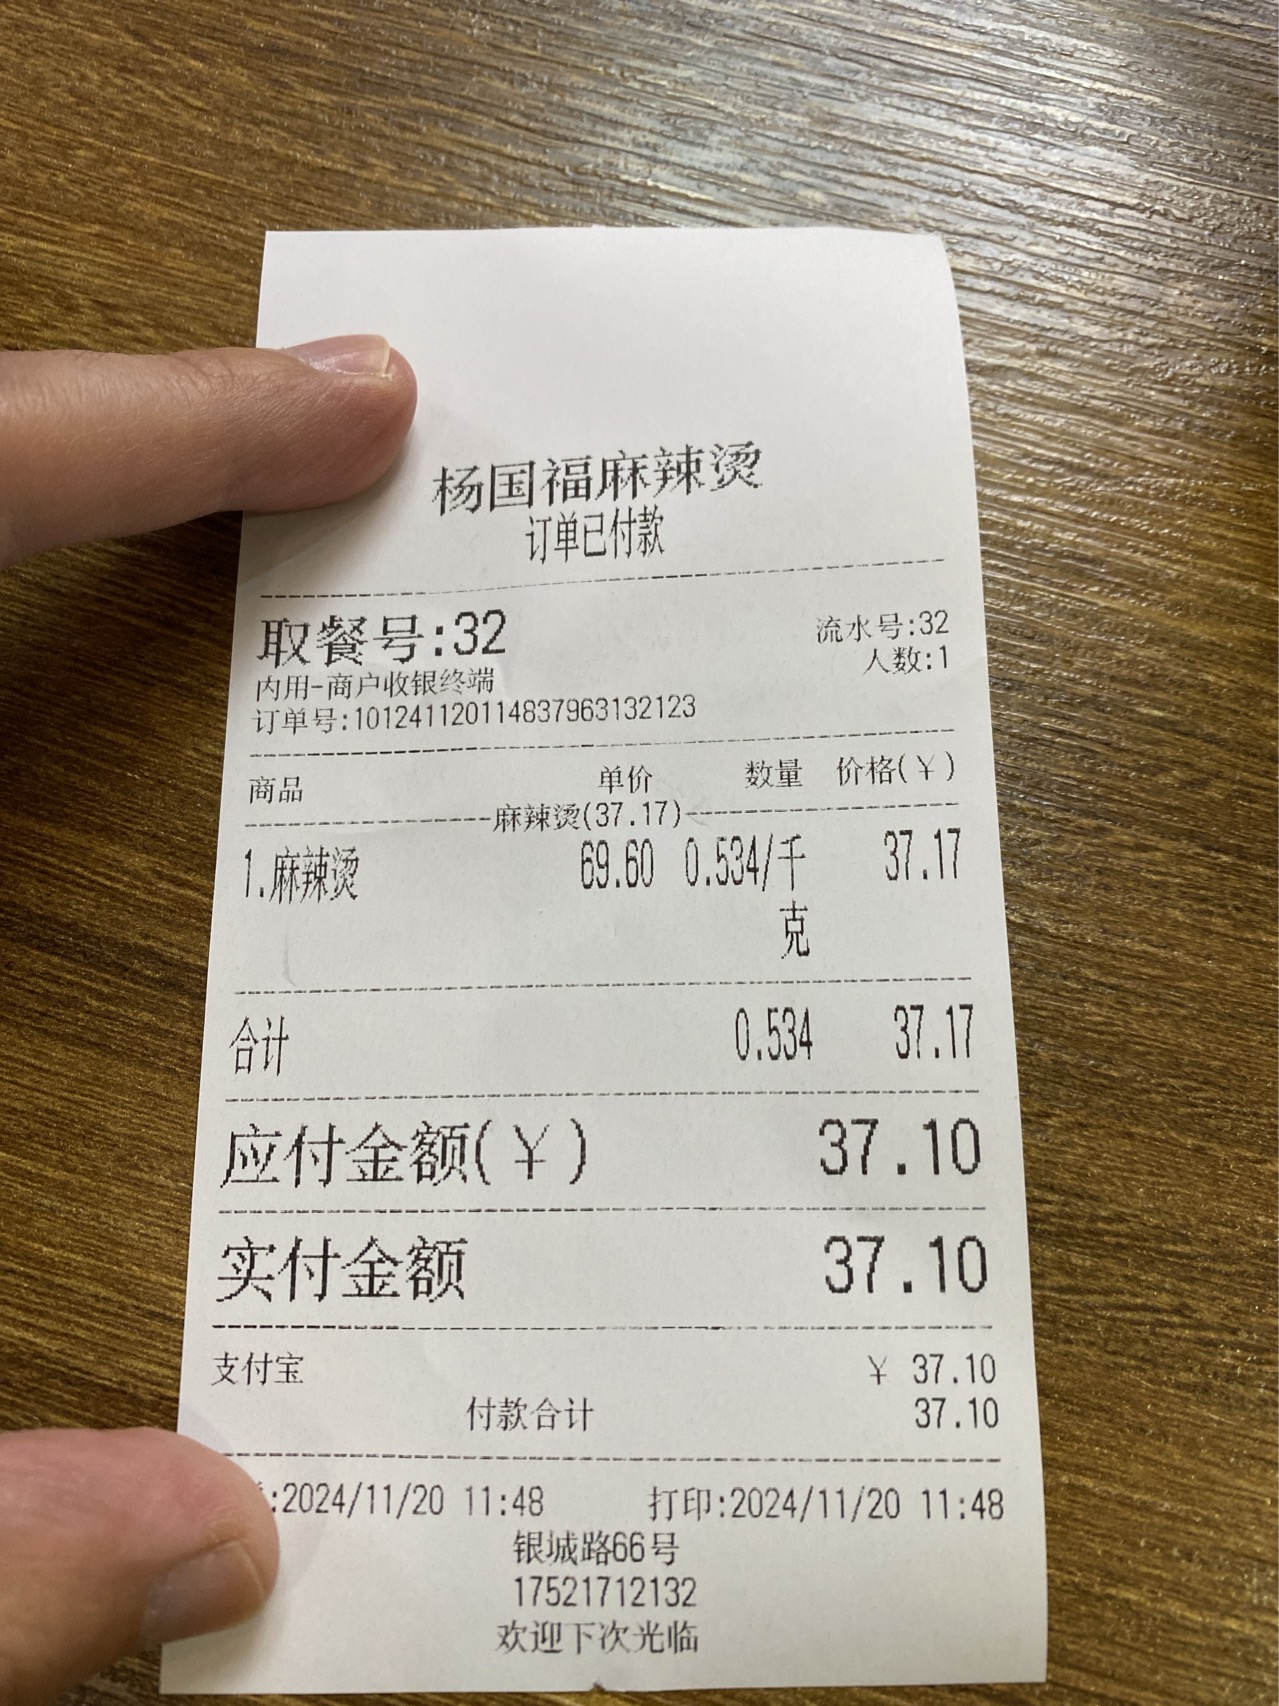 杨国福麻辣烫
订单已付款
取餐号:32 流水号:32
人数:1
内用-商户收银终端
订单号:101241120114837963132123
商品 单价 数量 价格(￥)
麻辣烫(37.17)
1.麻辣烫 69.60 0.534/千 37.17
克
合计 0.534 37.17
应付金额(￥) 37.10
实付金额 37.10
支付宝 ￥ 37.10
付款合计 37.10
:2024/11/20 11:48 打印:2024/11/20 11:48
银城路66号
17521712132
欢迎下次光临